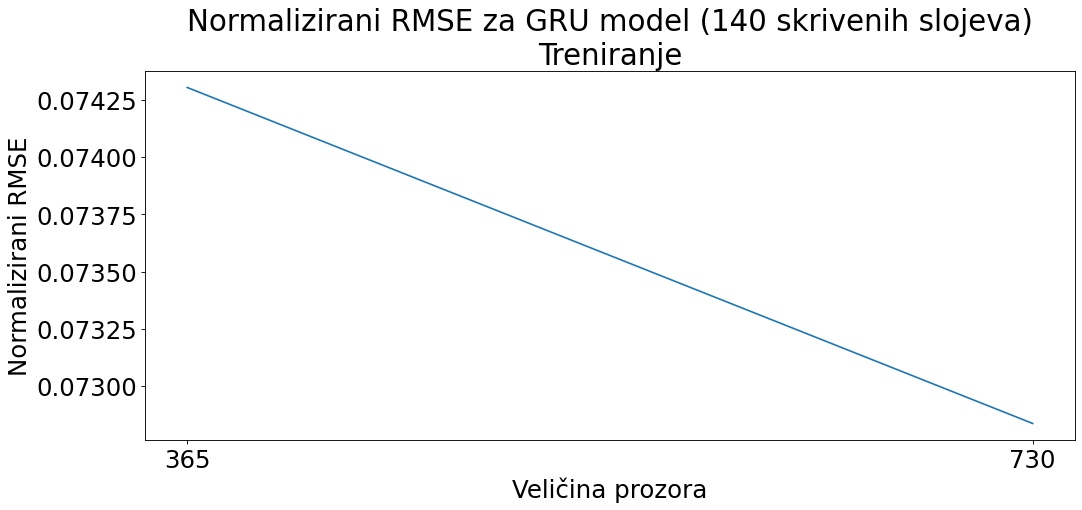 Normalizirani RMSE za GRU model (140 skrivenih slojeva)
Treniranje
Normalizirani RMSE
0.07425
0.07400
0.07375
0.07350
0.07325
0.07300
365
730
Veličina prozora